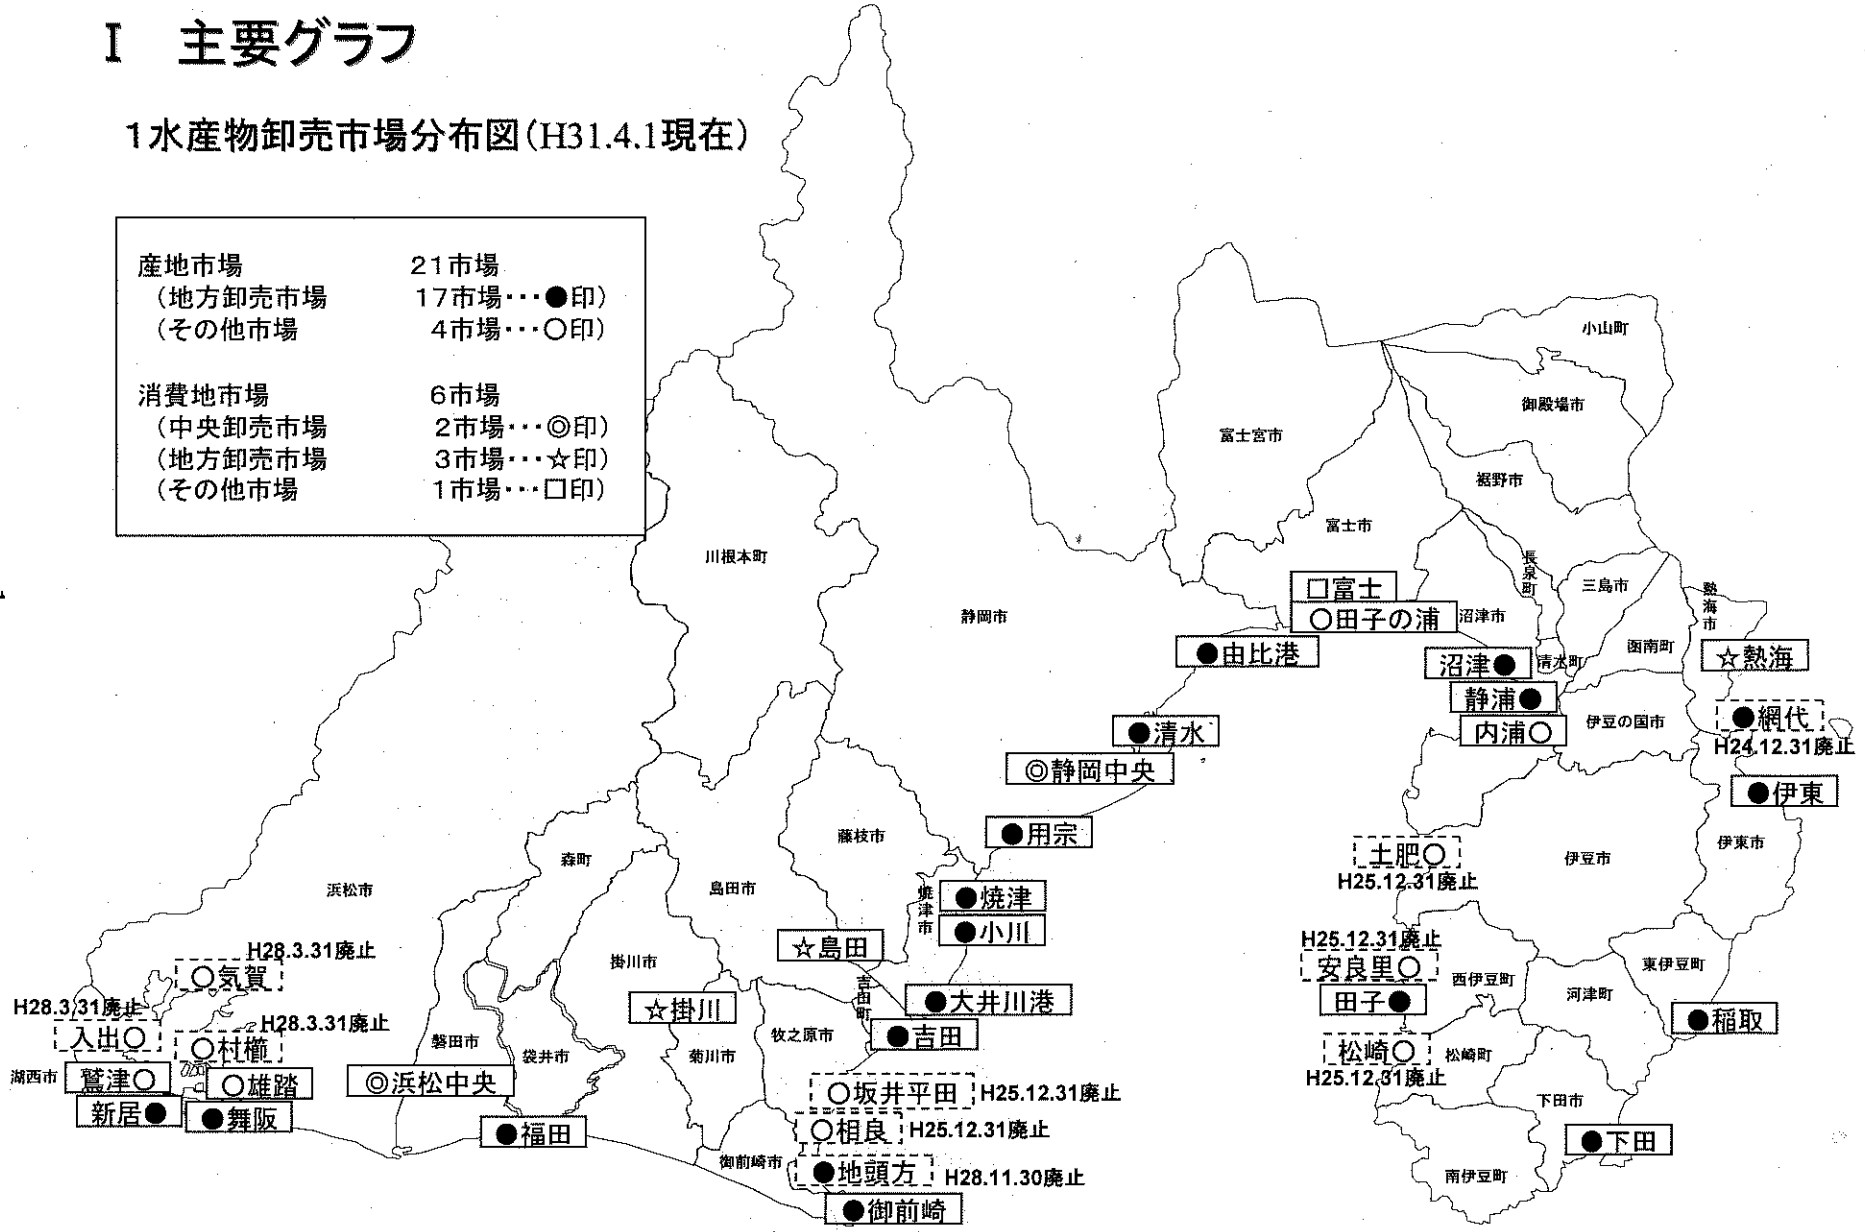 I 主要グラフ
1水産物卸売市場分布図(H31.4.1現在)
産地市場 21市場
(地方卸売市場 17市場・・・●印)
(その他市場 4市場・・・○印)
消費地市場 6市場
(中央卸売市場 2市場・・・◎印)
(地方卸売市場 3市場・・・☆印)
(その他市場 1市場・・・□印)
小山町
御殿場市
富士宮市
裾野市
富士市
川根本町
長泉町
三島市
熱海市
□富士
○田子の浦
沼津市
静岡市
函南町
●由比港
沼津●
清水町
☆熱海
静浦●
伊豆の国市
●網代
H24.12.31廃止
●清水
内浦○
◎静岡中央
●伊東
●用宗
藤枝市
伊東市
土肥○
H25.12.31廃止
伊豆市
森町
浜松市
島田市
焼津市
●焼津
●小川
☆島田
H25.12.31廃止
安良里○
H28.3.31廃止
○気賀
掛川市
東伊豆町
西伊豆町
河津町
田子●
吉田町
●大井川港
☆掛川
H28.3.31廃止
入出○
H28.3.31廃止
○村櫛
●稲取
●吉田
牧之原市
磐田市
袋井市
菊川市
松崎○
H25.12.31廃止
松崎町
湖西市
鷲津○
○雄踏
◎浜松中央
○坂井平田 H25.12.31廃止
下田市
新居●
●舞阪
●福田
○相良 H25.12.31廃止
●下田
御前崎市
●地頭方 H28.11.30廃止
南伊豆町
●御前崎